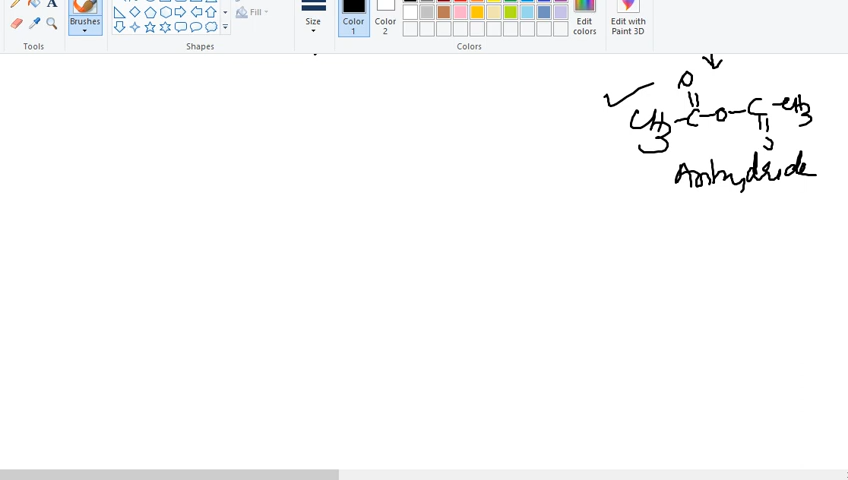 Brushes
Fill
Size
Color 1
Color 2
Edit colors
Edit with Paint 3D
Tools
Shapes
Colors
O
CH3-C-O-C-CH3
O
Anhydride